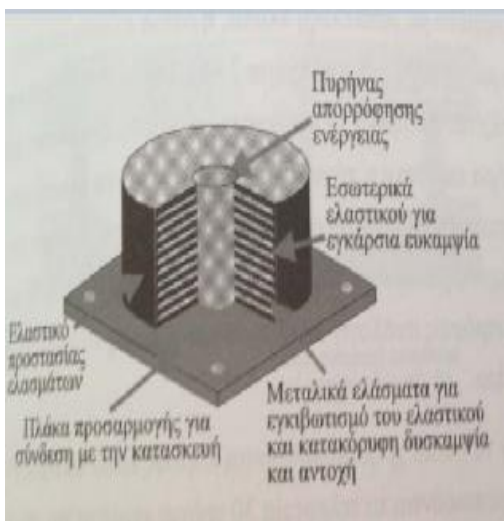 Πυρήνας
απορρόφησης
ενέργειας
Εσωτερικά
ελαστικού για
εγκάρσια ευκαμψία
Ελαστικό
προστασίας
ελασμάτων
Πλάκα προσαρμογής για
σύνδεση με την κατασκευή
Μεταλικά ελάσματα για
εγκιβωτισμό του ελαστικού
και κατακόρυφη δυσκαμψία
και αντοχή